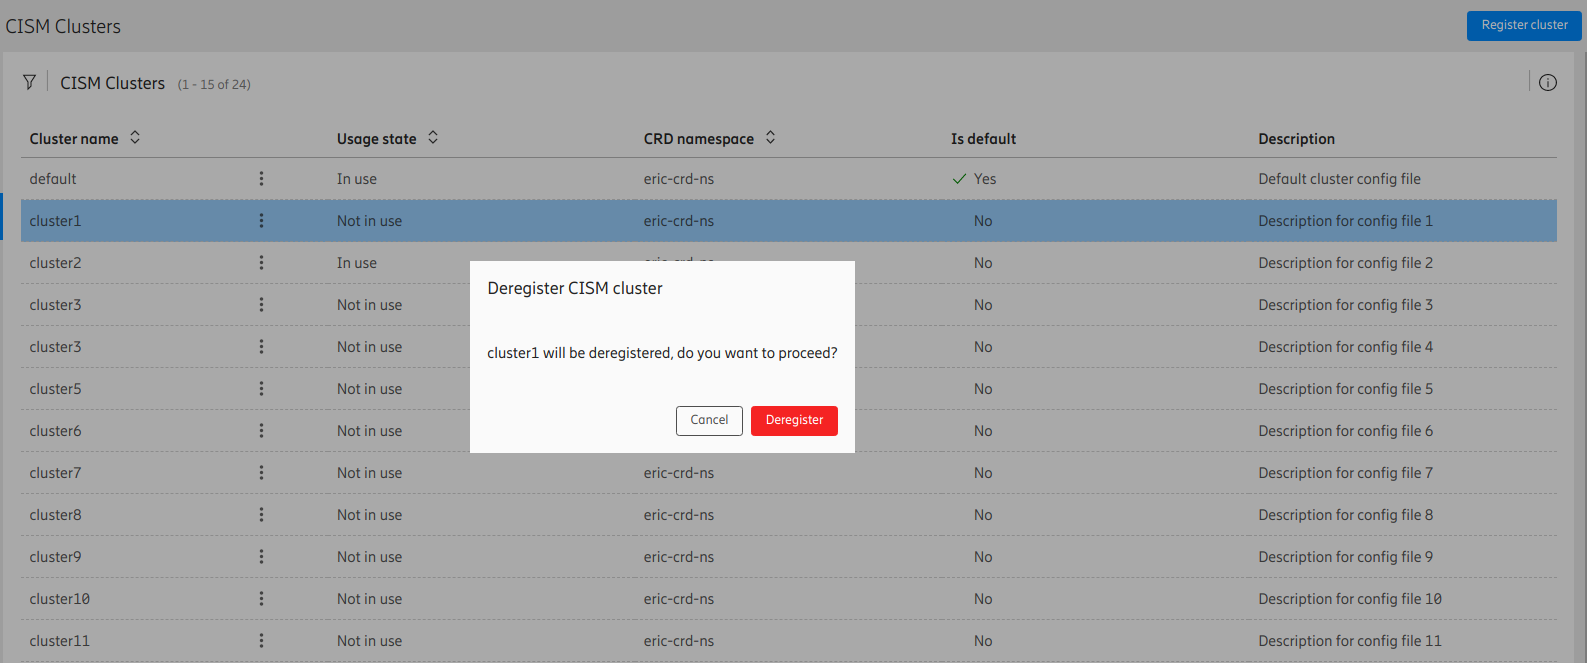 CISM Clusters
Register cluster
CISM Clusters (1 - 15 of 24)
Cluster name Usage state CRD namespace Is default Description
default In use eric-crd-ns Yes Default cluster config file
cluster1 Not in use eric-crd-ns No Description for config file 1
cluster2 In use eric-crd-ns No Description for config file 2
Deregister CISM cluster
cluster3 Not in use No Description for config file 3
cluster3 Not in use No Description for config file 4
cluster1 will be deregistered, do you want to proceed?
cluster5 Not in use No Description for config file 5
Cancel Deregister
cluster6 Not in use No Description for config file 6
cluster7 Not in use eric-crd-ns No Description for config file 7
cluster8 Not in use eric-crd-ns No Description for config file 8
cluster9 Not in use eric-crd-ns No Description for config file 9
cluster10 Not in use eric-crd-ns No Description for config file 10
cluster11 Not in use eric-crd-ns No Description for config file 11